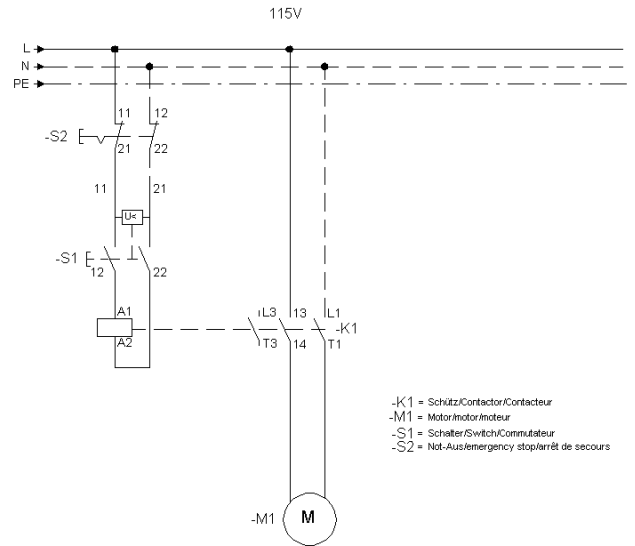 115V
L
N
PE
11 12
-S2
21 22
11 21
U<
-S1
12 22
A1 L3 13 L1
-K1
A2 T3 14 T1
-K1 = Schütz/Contactor/Contacteur
-M1 = Motor/motor/moteur
-S1 = Schalter/Switch/Commutateur
-S2 = Not-Aus/emergency stop/arrêt de secours
-M1 M